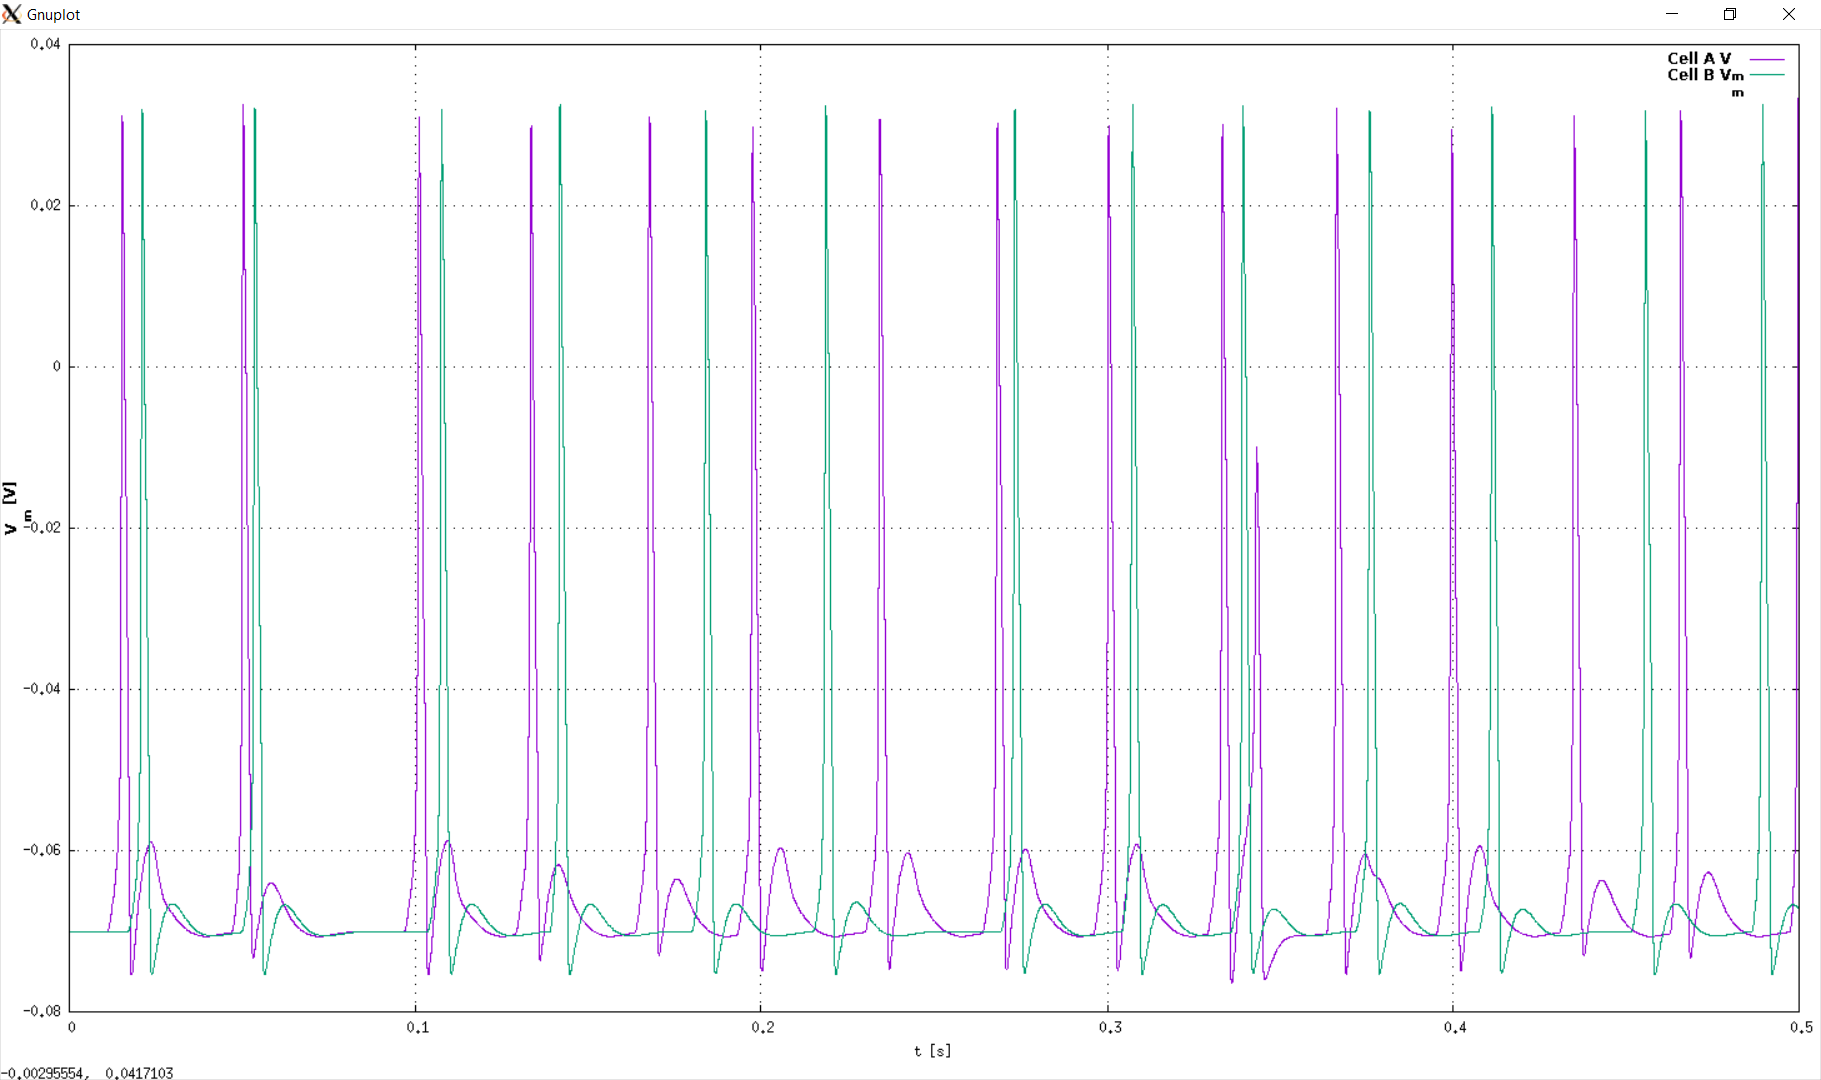 Gnuplot
0.04
Cell A V
Cell B Vm
m
0.02
0
V m [V]
-0.02
-0.04
-0.06
-0.08
0 0.1 0.2 0.3 0.4 0.5
t [s]
-0.00295554, 0.0417103